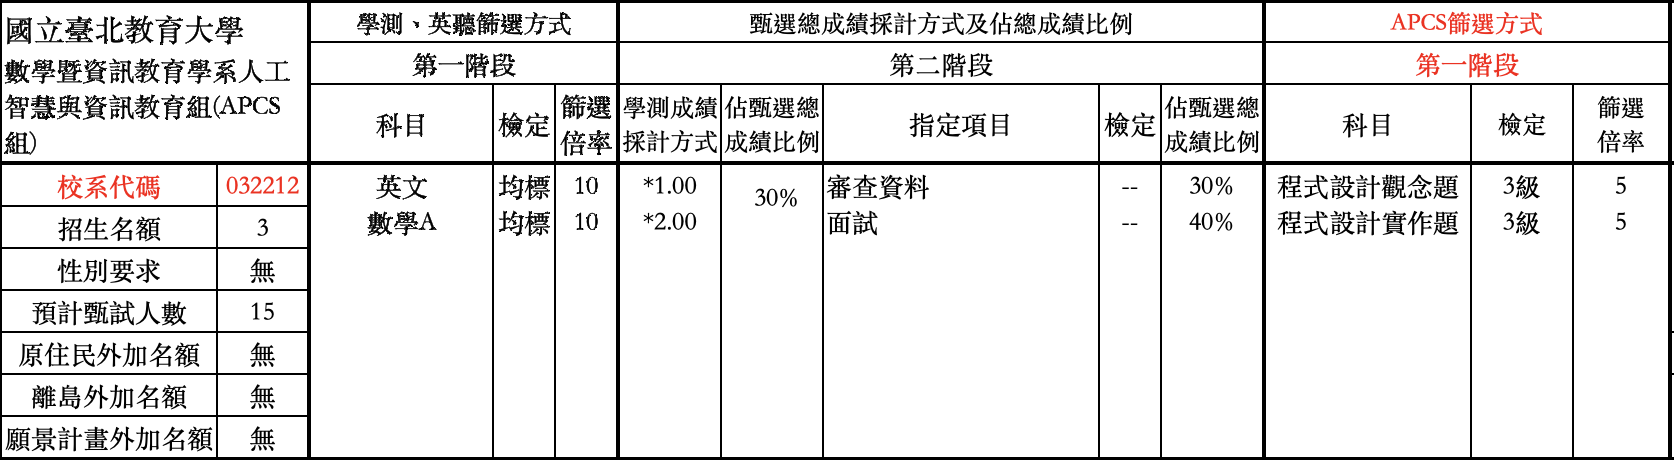 國立臺北教育大學
數學暨資訊教育學系人工
智慧與資訊教育組(APCS
組)
學測、英聽篩選方式 甄選總成績採計方式及佔總成績比例 APCS篩選方式
第一階段 第二階段 第一階段
科目 檢定 篩選
倍率 學測成績
採計方式 佔甄選總
成績比例 指定項目 檢定 佔甄選總
成績比例 科目 檢定 篩選
倍率
校系代碼 032212
招生名額 3
性別要求 無
預計甄試人數 15
原住民外加名額 無
離島外加名額 無
願景計畫外加名額 無
英文 均標 10 *1.00 30% 審查資料 -- 30% 程式設計觀念題 3級 5
數學A 均標 10 *2.00 面試 -- 40% 程式設計實作題 3級 5